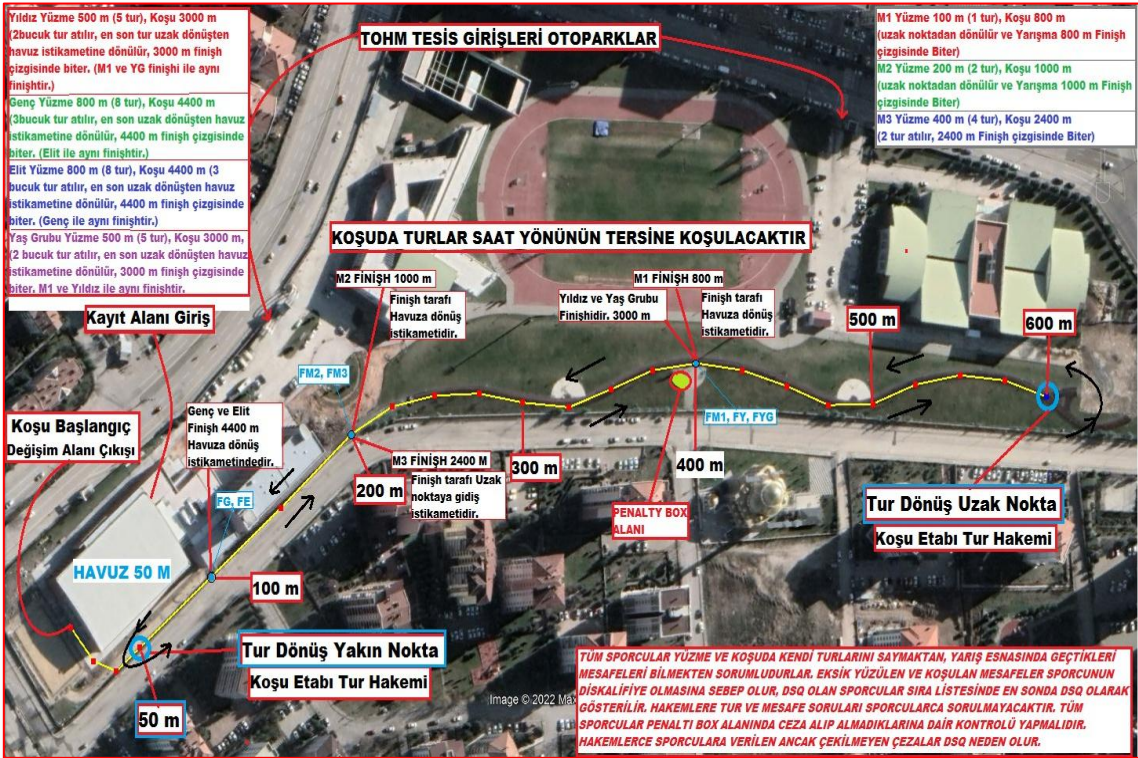 Yıldız Yüzme 500 m (5 tur), Koşu 3000 m
(2bucuk tur atılır, en son tur uzak dönüşten
havuz istikametine dönülür, 3000 m finişh
çizgisinde biter. (M1 ve YG finişhi ile aynı
finişhtir.)
Genç Yüzme 800 m (8 tur), Koşu 4400 m
(3bucuk tur atılır, en son uzak dönüşten havuz
istikametine dönülür, 4400 m finişh çizgisinde
biter. (Elit ile aynı finişhtir.)
Elit Yüzme 800 m (8 tur), Koşu 4400 m (3
bucuk tur atılır, en son uzak dönüşten havuz
istikametine dönülür, 4400 m finişh çizgisinde
biter. (Genç ile aynı finişhtir.)
Yaş Grubu Yüzme 500 m (5 tur), Koşu 3000 m,
(2 bucuk tur atılır, en son uzak dönüşten havuz
istikametine dönülür, 3000 m finişh çizgisinde
biter. M1 ve Yıldız ile aynı finişhtir.
TOHM TESİS GİRİŞLERİ OTOPARKLAR
M1 Yüzme 100 m (1 tur), Koşu 800 m
(uzak noktadan dönülür ve Yarışma 800 m Finişh
çizgisinde Biter)
M2 Yüzme 200 m (2 tur), Koşu 1000 m
(uzak noktadan dönülür ve Yarışma 1000 m Finişh
çizgisinde Biter)
M3 Yüzme 400 m (4 tur), Koşu 2400 m
(2 tur atılır, 2400 m Finişh çizgisinde Biter)
KOŞUDA TURLAR SAAT YÖNÜNÜN TERSİNE KOŞULACAKTIR
M2 FİNİŞH 1000 m
Finişh tarafı
Havuza dönüş
istikametidir.
M1 FİNİŞH 800 m
Yıldız ve Yaş Grubu
Finişhidir. 3000 m
Finişh tarafı
Havuza dönüş
istikametidir.
500 m
600 m
Kayıt Alanı Giriş
FM2, FM3
FM1, FY, FYG
Koşu Başlangıç
Değişim Alanı Çıkışı
Genç ve Elit
Finişh 4400 m
Havuza dönüş
istikametindedir.
FG, FE
M3 FİNİŞH 2400 M
Finişh tarafı Uzak
noktaya gidiş
istikametidir.
200 m
300 m
400 m
PENALTY BOX
ALANI
Tur Dönüş Uzak Nokta
Koşu Etabı Tur Hakemi
HAVUZ 50 M
100 m
Tur Dönüş Yakın Nokta
Koşu Etabı Tur Hakemi
50 m
Image © 2022 Max
TÜM SPORCULAR YÜZME VE KOŞUDA KENDİ TURLARINI SAYMAKTAN, YARIŞ ESNASINDA GEÇTİKLERİ
MESAFELERİ BİLMEKTEN SORUMLUDURLAR. EKSİK YÜZÜLEN VE KOŞULAN MESAFELER SPORCUNUN
DİSKALİFİYE OLMASINA SEBEP OLUR, DSQ OLAN SPORCULAR SIRA LİSTESİNDE EN SONDA DSQ OLARAK
GÖSTERİLİR. HAKEMLERE TUR VE MESAFE SORULARI SPORCULARCA SORULMAYACAKTIR. TÜM
SPORCULAR PENALTI BOX ALANINDA CEZA ALIP ALMADIKLARINA DAİR KONTROLÜ YAPMALIDIR.
HAKEMLERCE SPORCULARA VERİLEN ANCAK ÇEKİLMEYEN ÇEZALAR DSQ NEDEN OLUR.